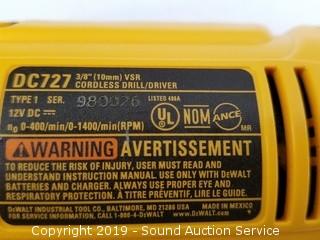 DC727 3/8" (10mm) VSR
CORDLESS DRILL/DRIVER
TYPE 1 SER. 980026 LISTED 496A
12V DC
n0 0-400/min/0-1400/min(RPM)
UL NOM ANCE
MR
WARNING AVERTISSEMENT
TO REDUCE THE RISK OF INJURY, USER MUST READ AND
UNDERSTAND INSTRUCTION MANUAL. USE ONLY WITH DEWALT
BATTERIES AND CHARGER. ALWAYS USE PROPER EYE AND
RESPIRATORY PROTECTION. À TITRE PRÉVENTIF, LIRE LE GUIDE.
DEWALT INDUSTRIAL TOOL CO., BALTIMORE, MD 21286 USA MADE IN MEXICO
FOR SERVICE INFORMATION, CALL 1-800-4-DEWALT www.DEWALT.com
Copyright 2019 - Sound Auction Service